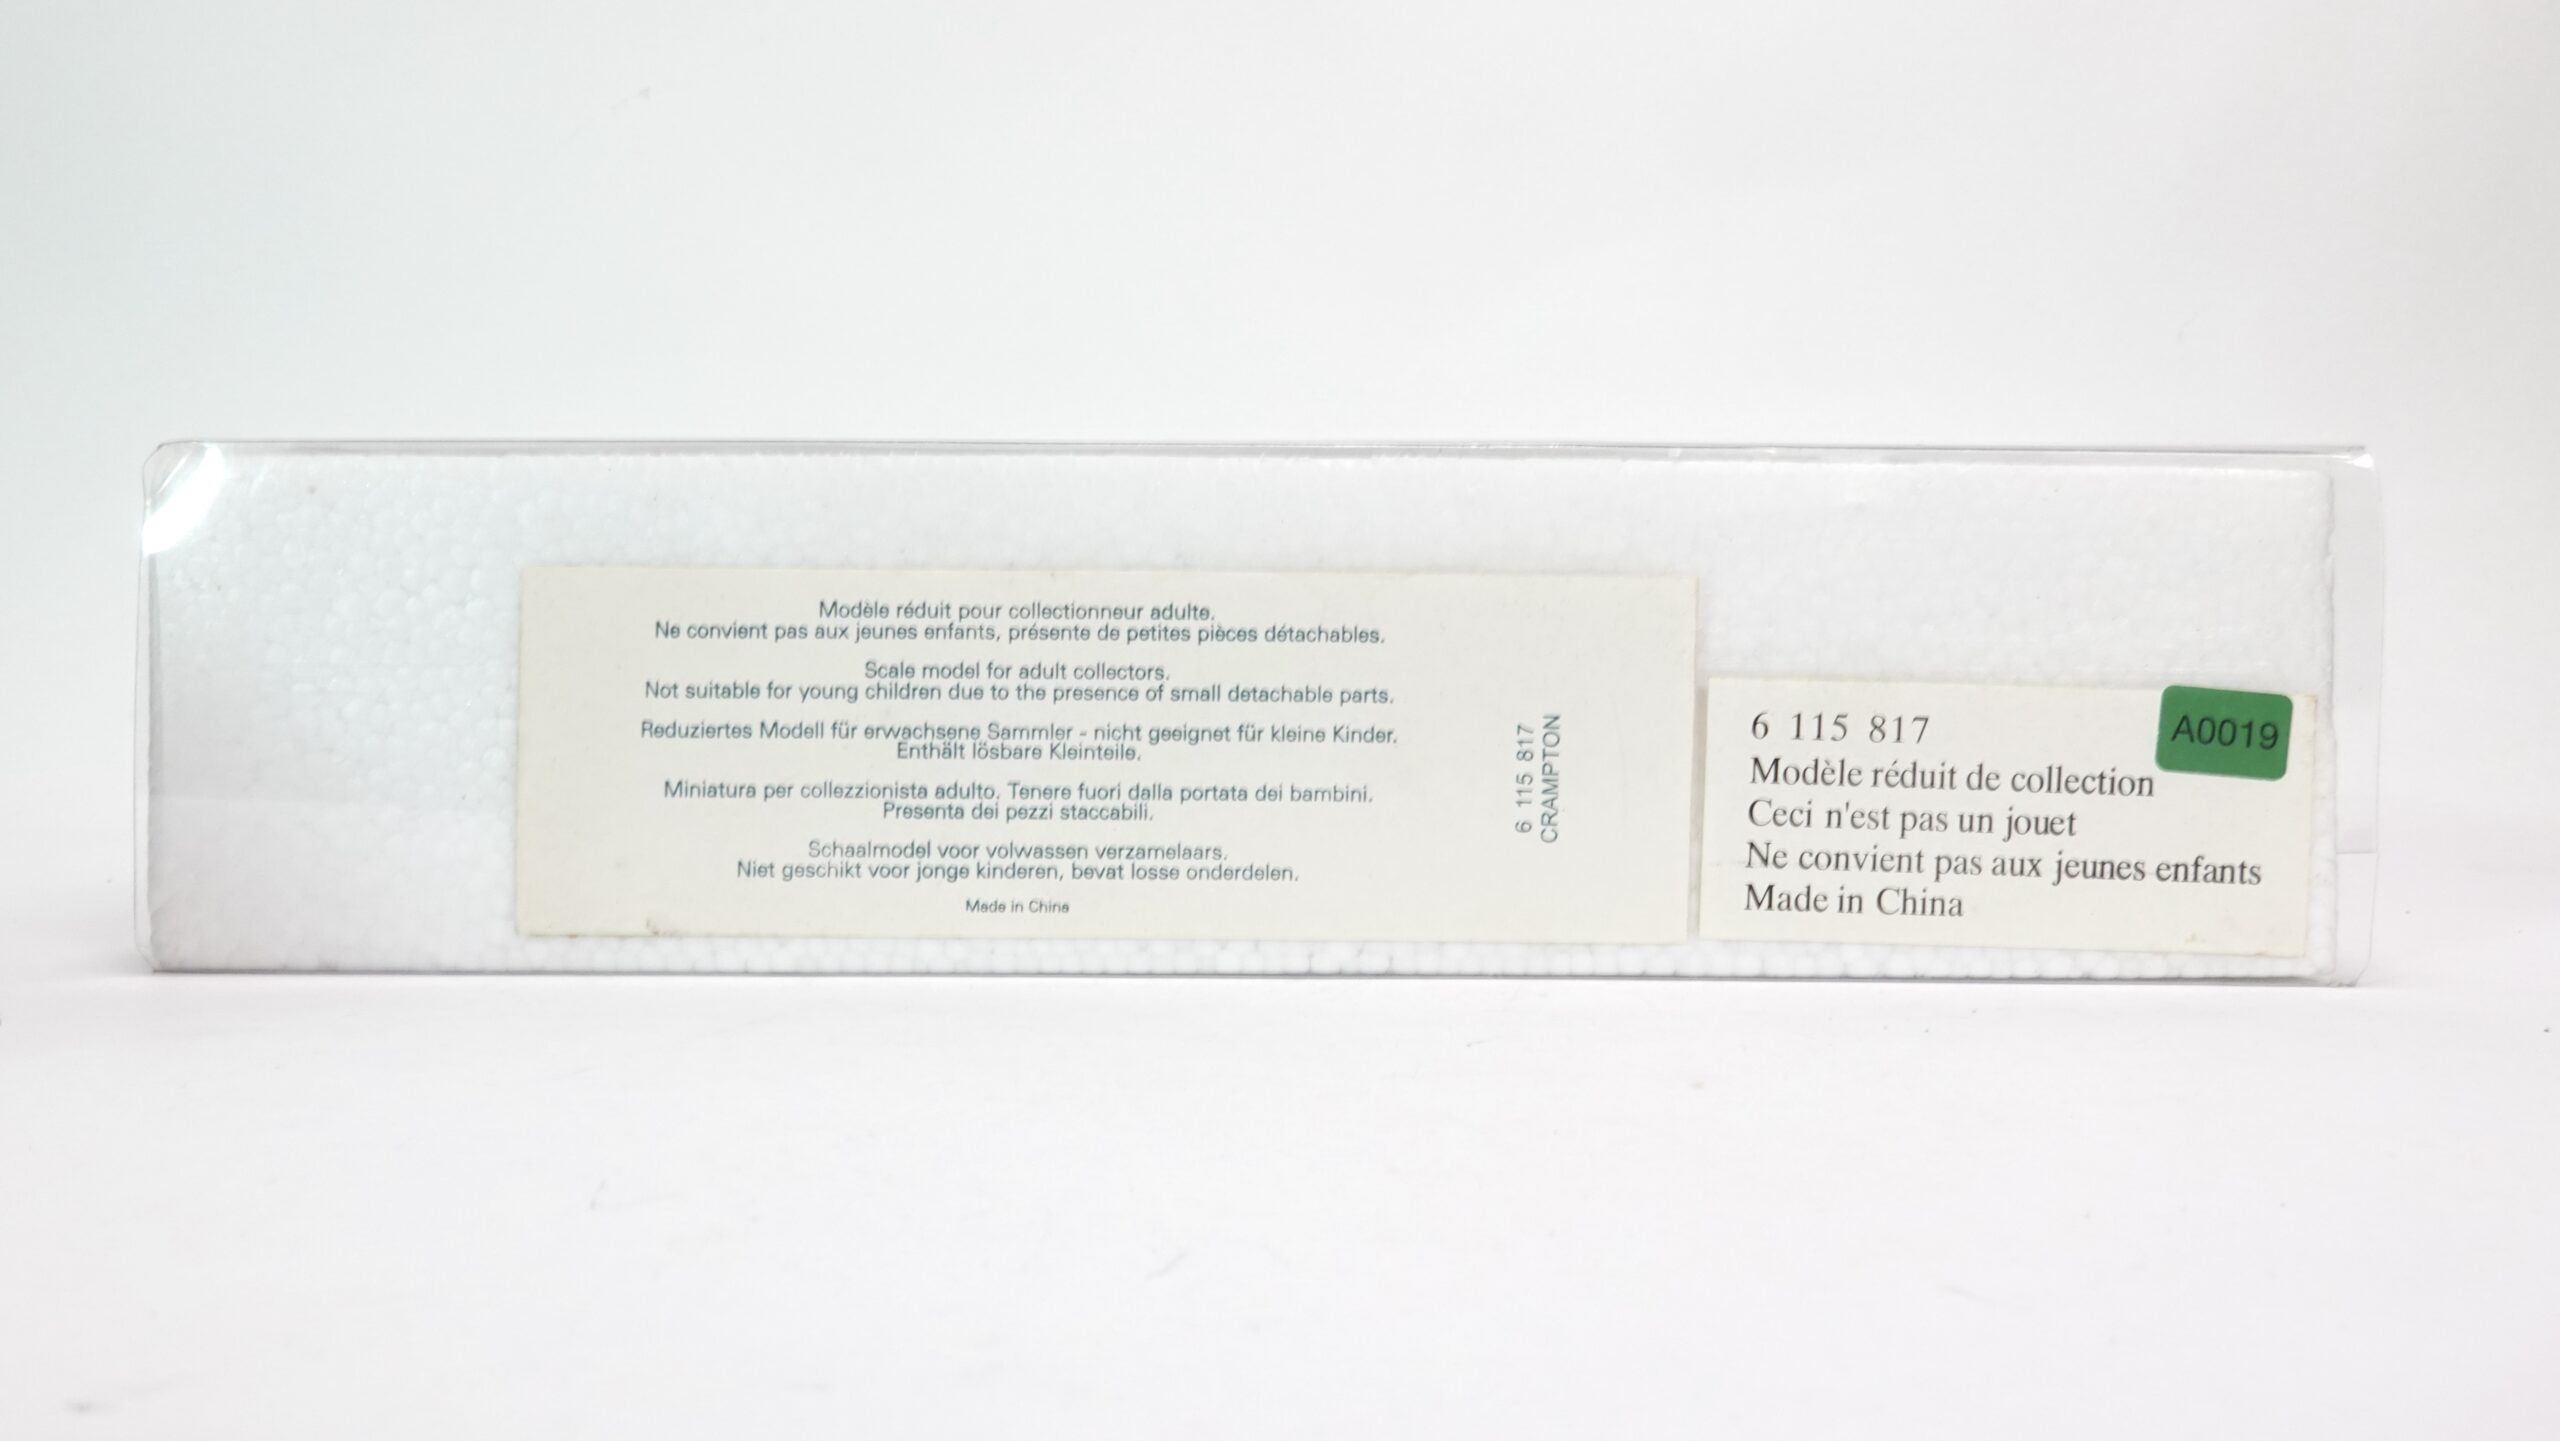 Modèle réduit pour collectionneur adulte.
Ne convient pas aux jeunes enfants, présente de petites pièces détachables.
Scale model for adult collectors.
Not suitable for young children due to the presence of small detachable parts.
Reduziertes Modell für erwachsene Sammler - nicht geeignet für kleine Kinder.
Enthält lösbare Kleinteile.
Miniatura per collezzionista adulto. Tenere fuori dalla portata dei bambini.
Presenta dei pezzi staccabili.
Schaalmodel voor volwassen verzamelaars.
Niet geschikt voor jonge kinderen, bevat losse onderdelen.
Made in China
6 115 817
CRAMPTON
6 115 817
Modèle réduit de collection
Ceci n'est pas un jouet
Ne convient pas aux jeunes enfants
Made in China
A0019